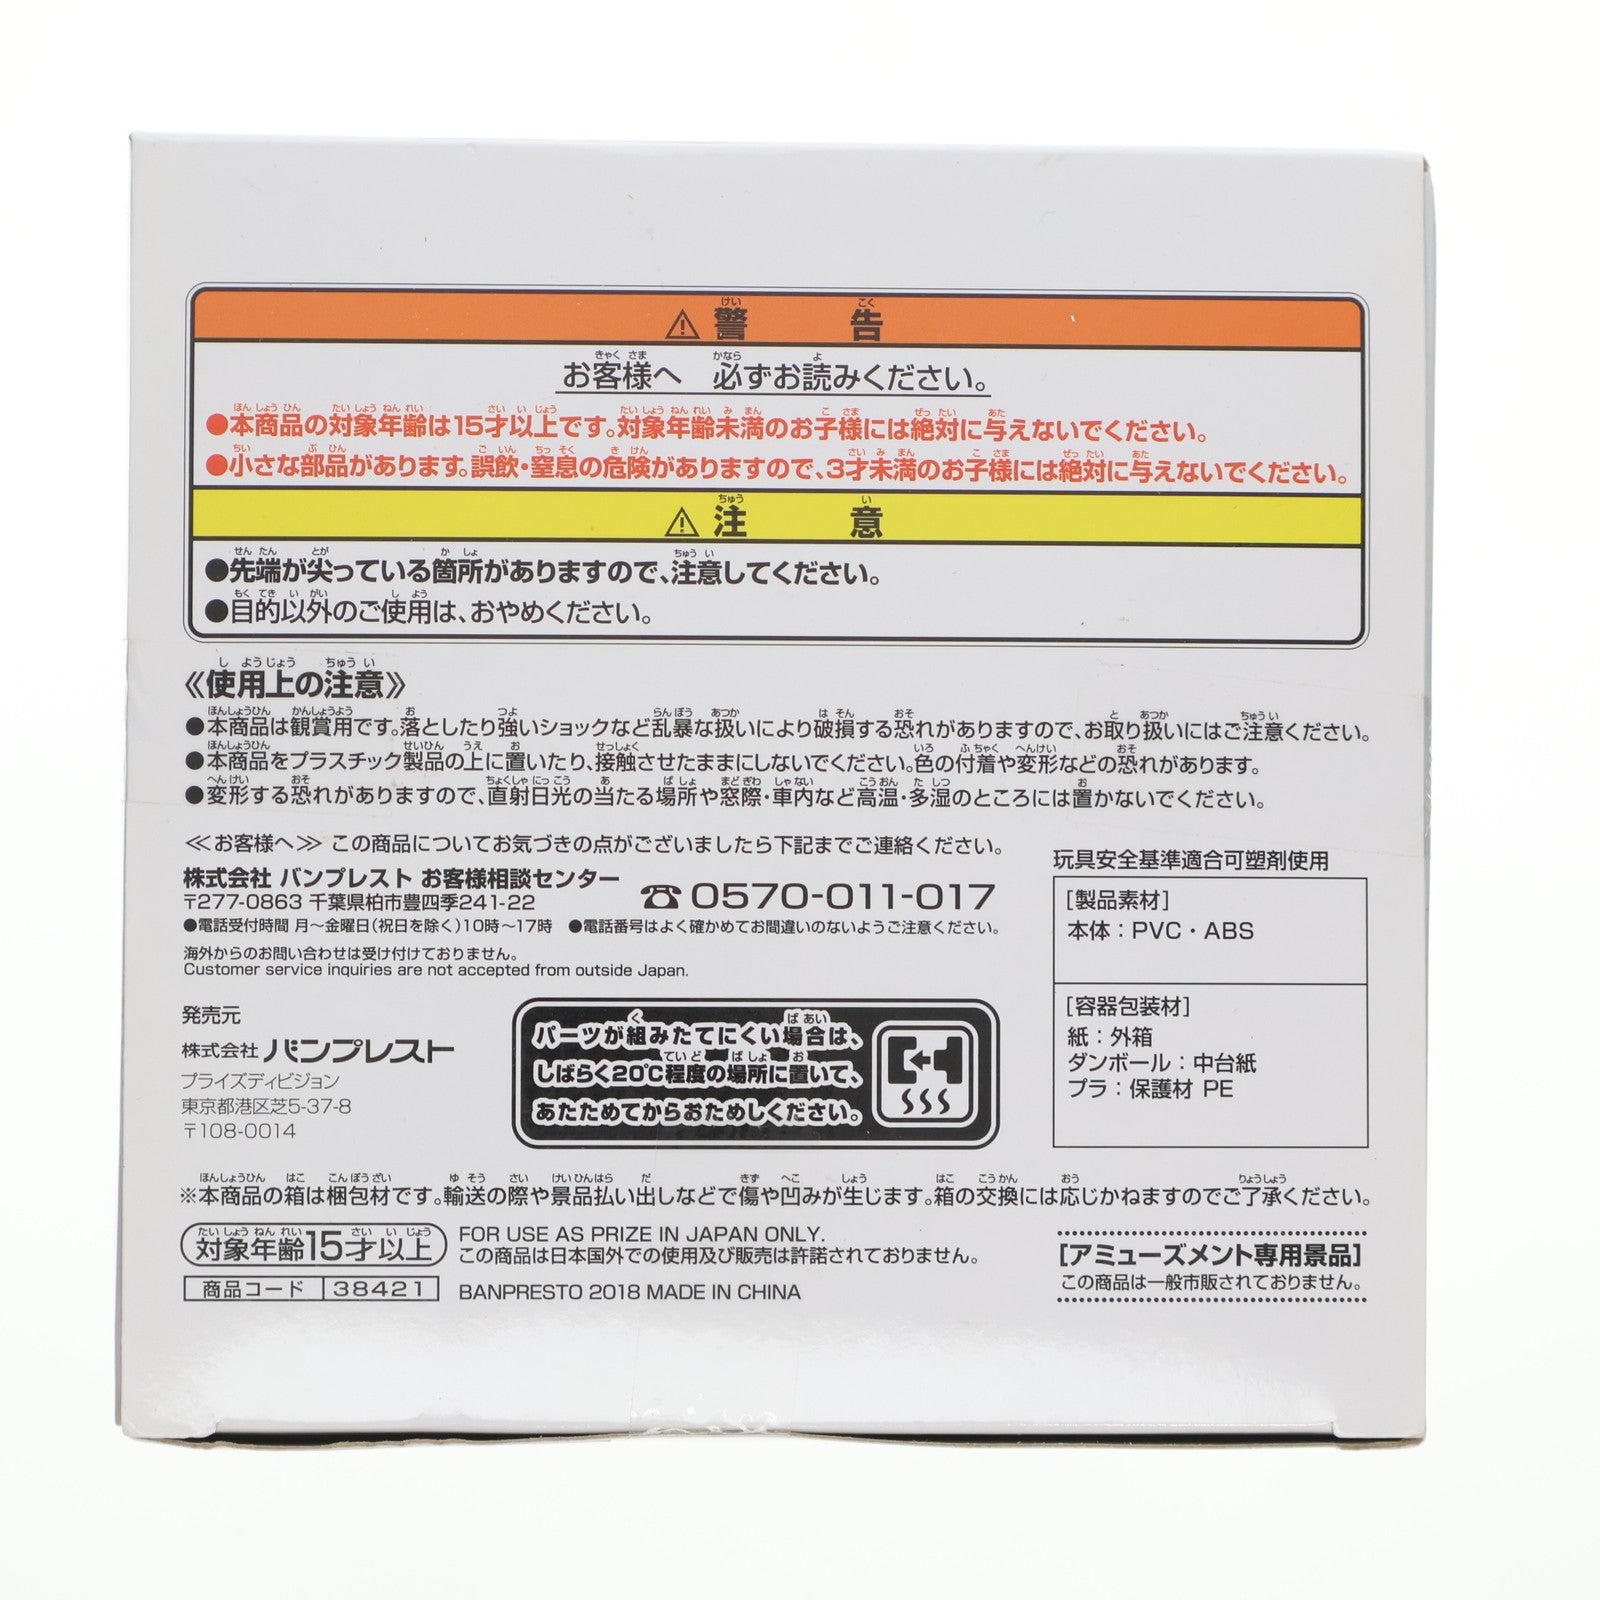 ⚠警告
お客様へ 必ずお読みください。
●本商品の対象年齢は15才以上です。対象年齢未満のお子様には絶対に与えないでください。
●小さな部品があります。誤飲・窒息の危険がありますので、3才未満のお子様には絶対に与えないでください。
⚠注意
●先端が尖っている箇所がありますので、注意してください。
●目的以外のご使用は、おやめください。
《使用上の注意》
●本商品は観賞用です。落としたり強いショックなど乱暴な扱いにより破損する恐れがありますので、お取り扱いにはご注意ください。
●本商品をプラスチック製品の上に置いたり、接触させたままにしないでください。色の付着や変形などの恐れがあります。
●変形する恐れがありますので、直射日光の当たる場所や窓際・車内など高温・多湿のところには置かないでください。
≪お客様へ≫ この商品についてお気づきの点がございましたら下記までご連絡ください。
株式会社 バンプレスト お客様相談センター
〒277-0863 千葉県柏市豊四季241-22
☎0570-011-017
●電話受付時間 月～金曜日(祝日を除く)10時～17時 ●電話番号はよく確かめてお間違いのないようご注意ください。
海外からのお問い合わせは受け付けておりません。
Customer service inquiries are not accepted from outside Japan.
玩具安全基準適合可塑剤使用
[製品素材]
本体：PVC・ABS
[容器包装材]
紙：外箱
ダンボール：中台紙
プラ：保護材 PE
発売元
株式会社 バンプレスト
プライズディビジョン
東京都港区芝5-37-8
〒108-0014
パーツが組みたてにくい場合は、
しばらく20℃程度の場所に置いて、
あたためてからおためしください。
※本商品の箱は梱包材です。輸送の際や景品払い出しなどで傷や凹みが生じます。箱の交換には応じかねますのでご了承ください。
対象年齢15才以上
FOR USE AS PRIZE IN JAPAN ONLY.
この商品は日本国外での使用及び販売は許諾されておりません。
商品コード 38421
BANPRESTO 2018 MADE IN CHINA
[アミューズメント専用景品]
この商品は一般市販されておりません。